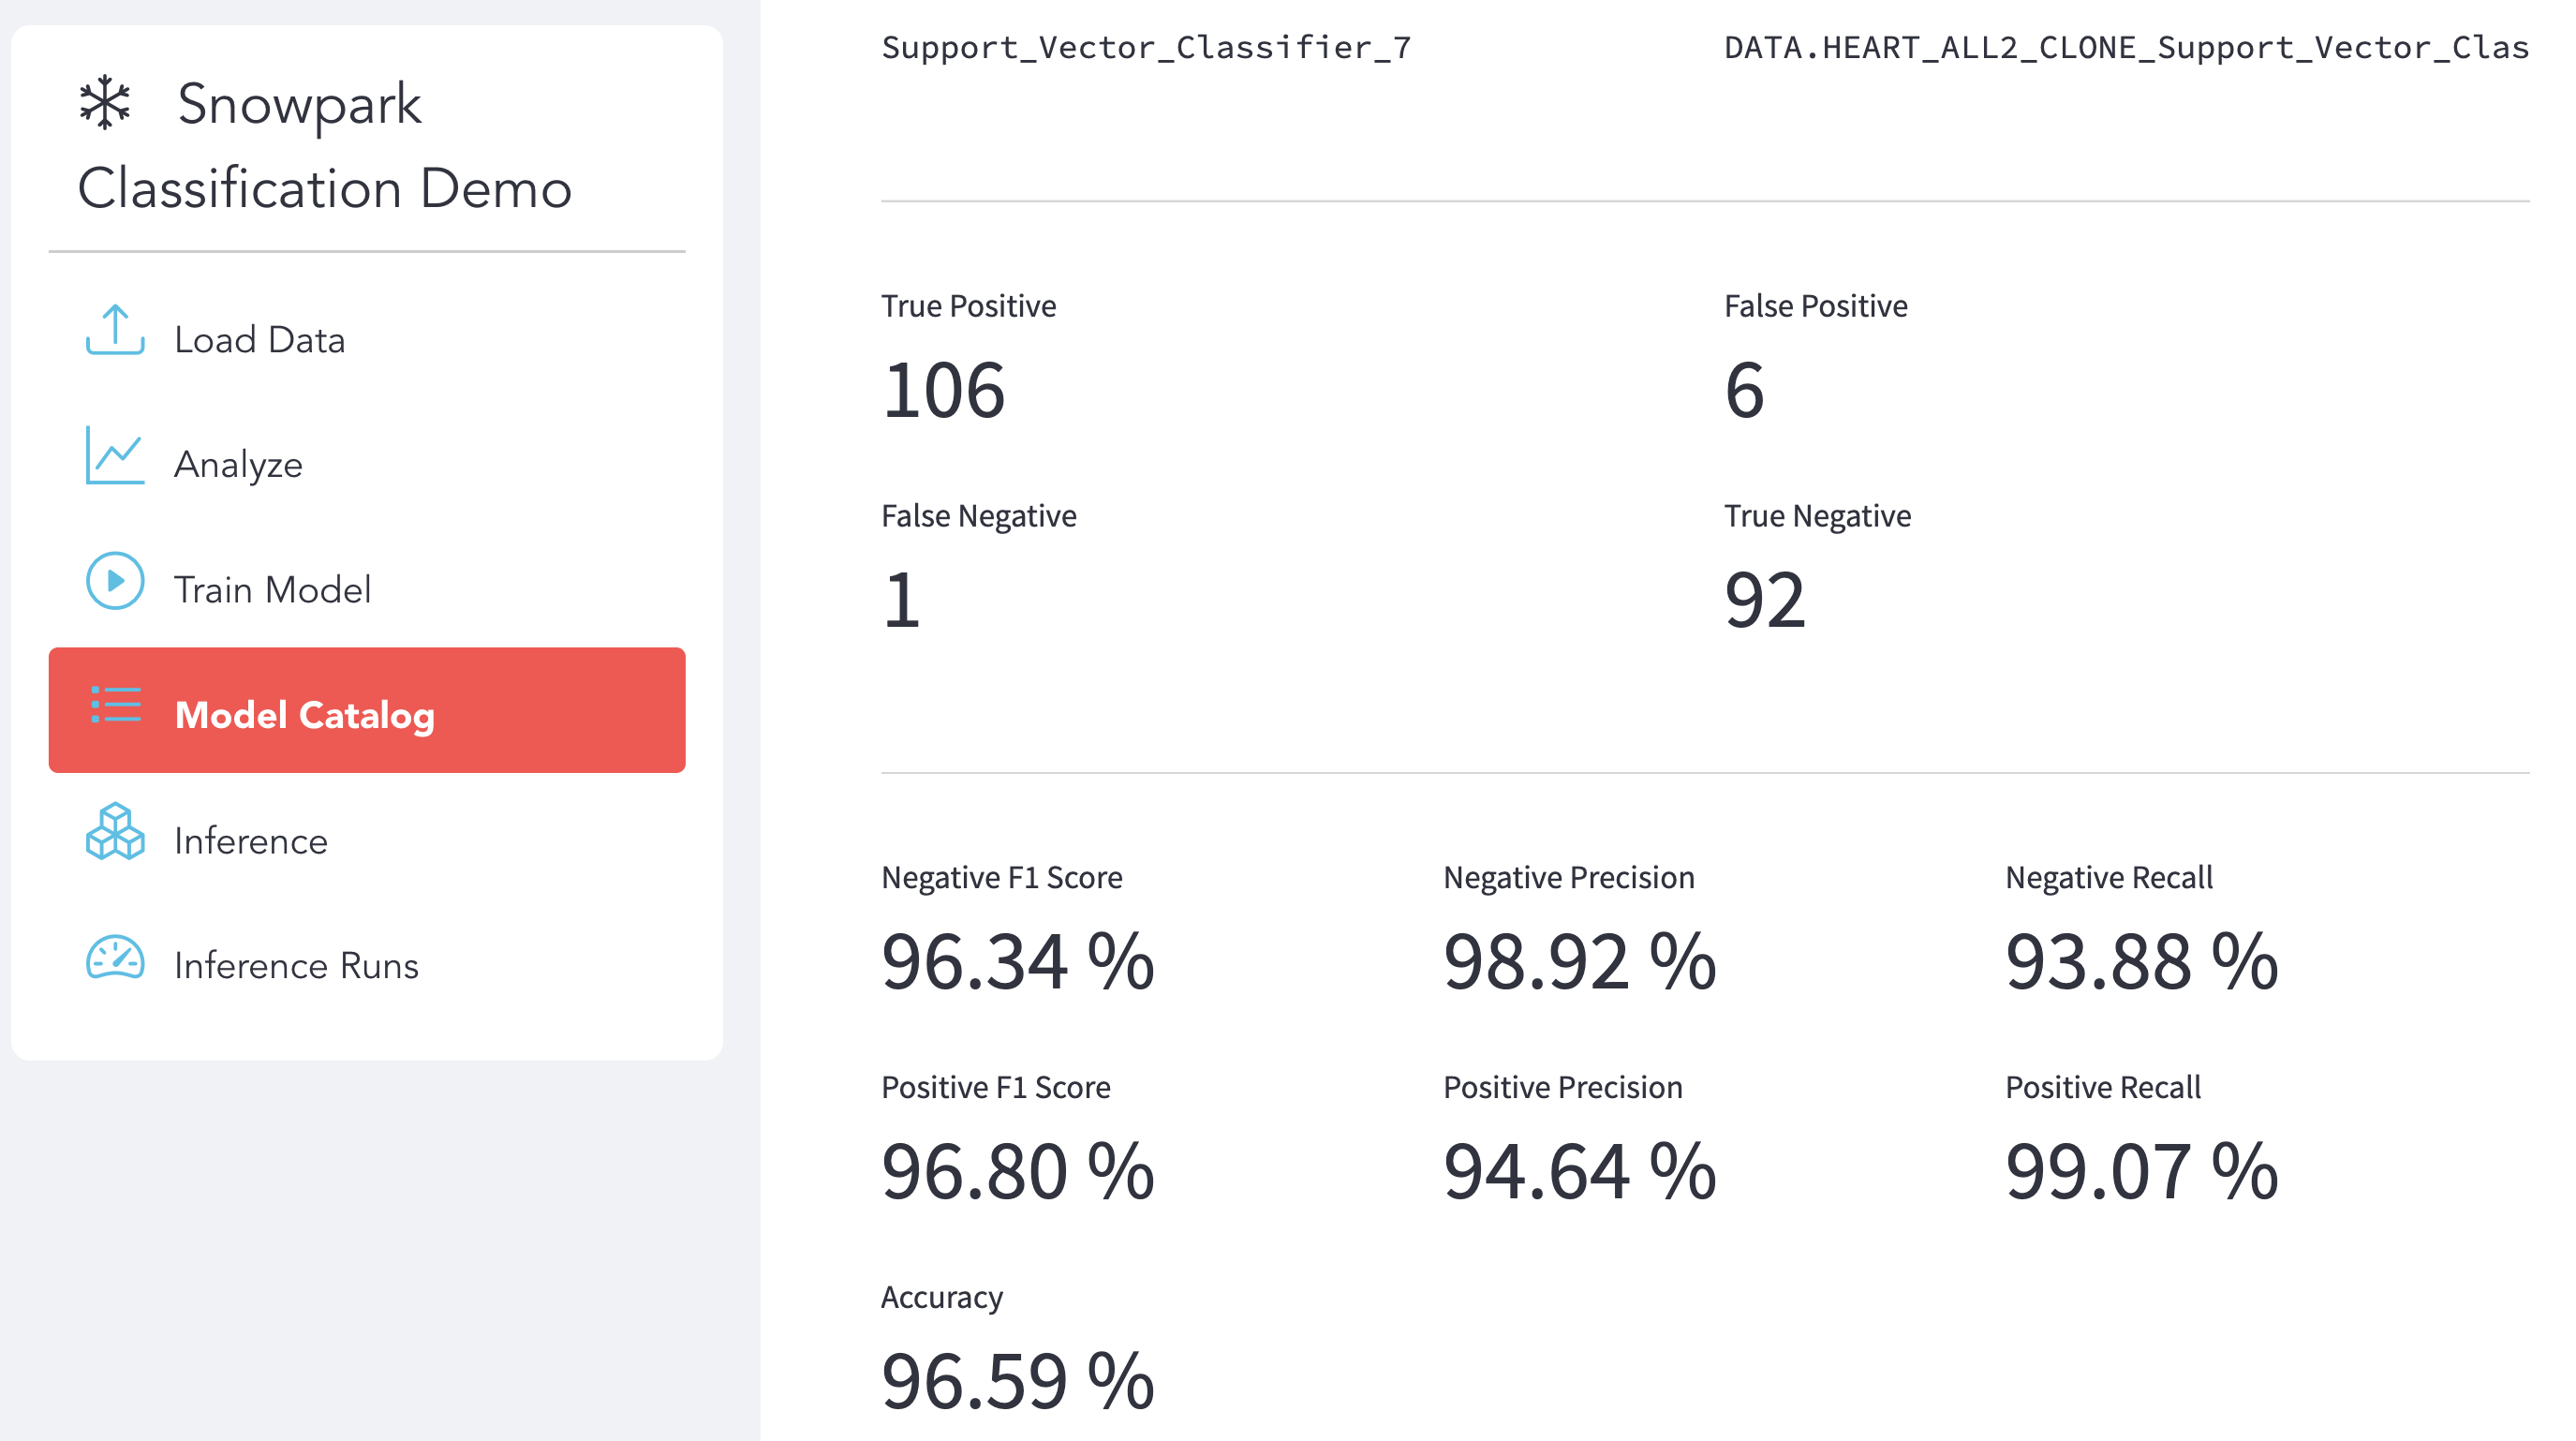 Snowpark
Classification Demo
Load Data
Analyze
Train Model
Model Catalog
Inference
Inference Runs
Support_Vector_Classifier_7
DATA.HEART_ALL2_CLONE_Support_Vector_Clas
True Positive
106
False Positive
6
False Negative
1
True Negative
92
Negative F1 Score
96.34 %
Negative Precision
98.92 %
Negative Recall
93.88 %
Positive F1 Score
96.80 %
Positive Precision
94.64 %
Positive Recall
99.07 %
Accuracy
96.59 %